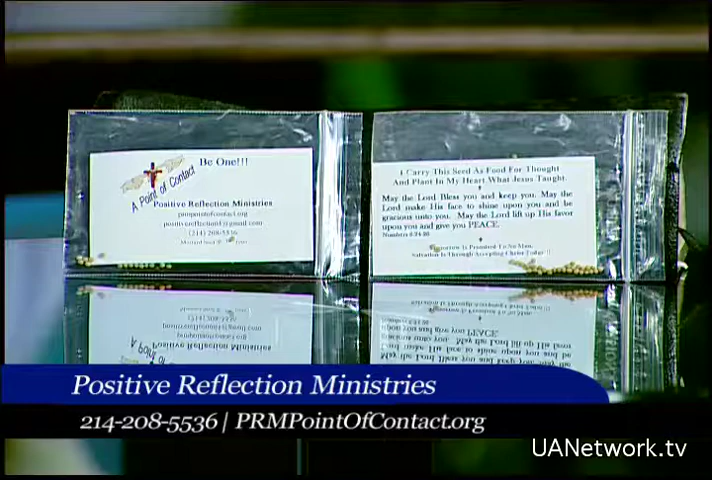 Be One!!!
A Point of Contact
Positive Reflection Ministries
prmpointofcontact.org
(214) 208-5536
I Carry This Seed As Food For Thought
And Plant In My Heart What Jesus Taught.
May the Lord Bless you and keep you. May the
Lord make His face to shine upon you and be
gracious unto you. May the Lord lift up His favor
upon you and give you PEACE.
Tomorrow Is Promised To No Man,
Salvation Is Through Accepting Christ Today!!
Positive Reflection Ministries
214-208-5536 | PRMPointOfContact.org
UANetwork.tv